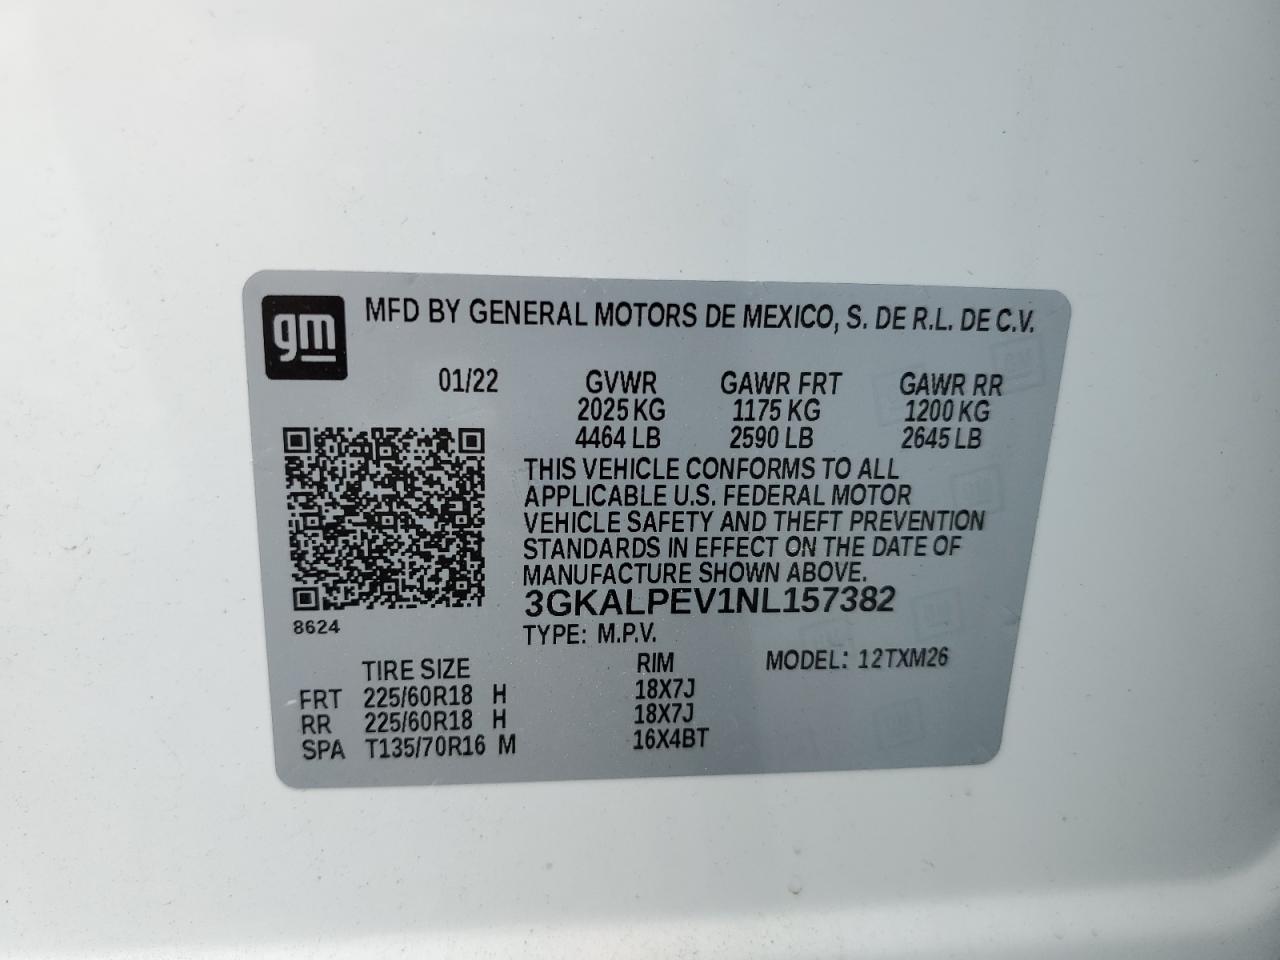 gm
MFD BY GENERAL MOTORS DE MEXICO, S. DE R.L. DE C.V.
01/22 GVWR GAWR FRT GAWR RR
2025 KG 1175 KG 1200 KG
4464 LB 2590 LB 2645 LB
THIS VEHICLE CONFORMS TO ALL
APPLICABLE U.S. FEDERAL MOTOR
VEHICLE SAFETY AND THEFT PREVENTION
STANDARDS IN EFFECT ON THE DATE OF
MANUFACTURE SHOWN ABOVE.
3GKALPEV1NL157382
8624
TYPE: M.P.V.
TIRE SIZE RIM MODEL: 12TXM26
FRT 225/60R18 H 18X7J
RR 225/60R18 H 18X7J
SPA T135/70R16 M 16X4BT